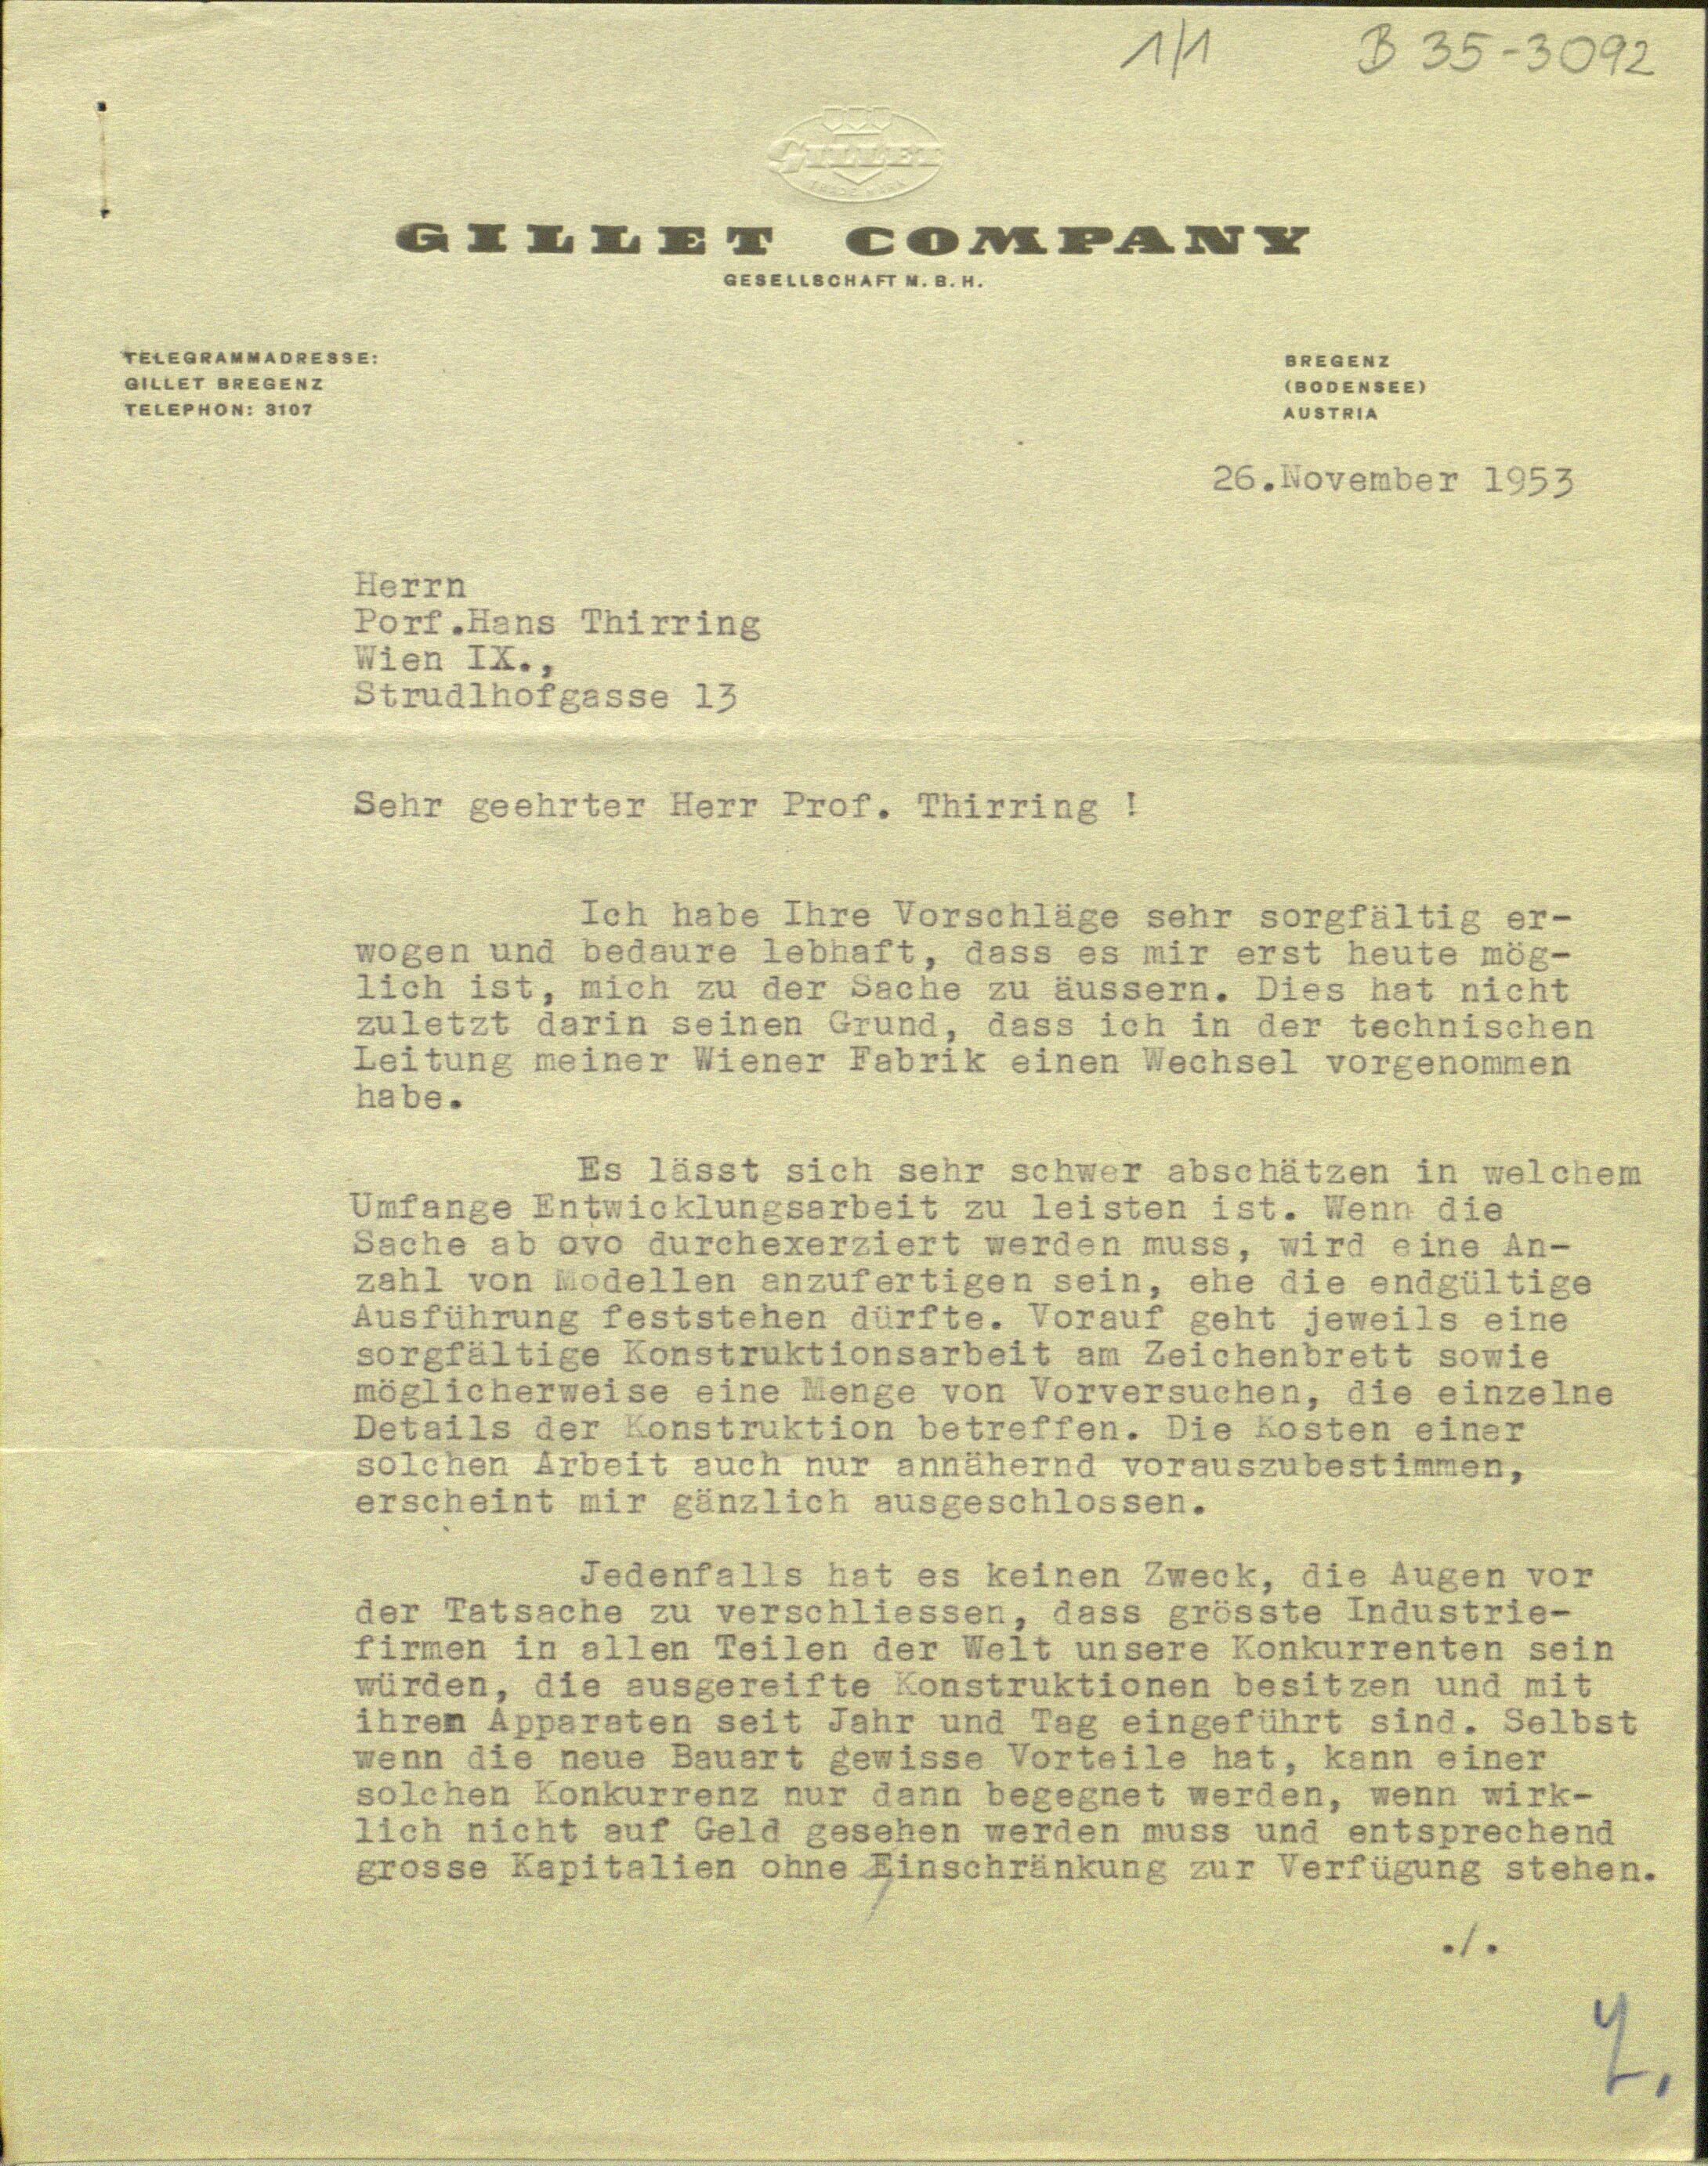 1/1 B 35-3092
GILLET
GILLET COMPANY
GESELLSCHAFT M. B. H.
TELEGRAMMADRESSE:
GILLET BREGENZ
TELEPHON: 3107
BREGENZ
(BODENSEE)
AUSTRIA
26.November 1953
Herrn
Porf.Hans Thirring
Wien IX.,
Strudlhofgasse 13
Sehr geehrter Herr Prof. Thirring !
Ich habe Ihre Vorschläge sehr sorgfältig er-
wogen und bedaure lebhaft, dass es mir erst heute mög-
lich ist, mich zu der Sache zu äussern. Dies hat nicht
zuletzt darin seinen Grund, dass ich in der technischen
Leitung meiner Wiener Fabrik einen Wechsel vorgenommen
habe.
Es lässt sich sehr schwer abschätzen in welchem
Umfange Entwicklungsarbeit zu leisten ist. Wenn die
Sache ab ovo durchexerziert werden muss, wird eine An-
zahl von Modellen anzufertigen sein, ehe die endgültige
Ausführung feststehen dürfte. Vorauf geht jeweils eine
sorgfältige Konstruktionsarbeit am Zeichenbrett sowie
möglicherweise eine Menge von Vorversuchen, die einzelne
Details der Konstruktion betreffen. Die Kosten einer
solchen Arbeit auch nur annähernd vorauszubestimmen,
erscheint mir gänzlich ausgeschlossen.
Jedenfalls hat es keinen Zweck, die Augen vor
der Tatsache zu verschliessen, dass grösste Industrie-
firmen in allen Teilen der Welt unsere Konkurrenten sein
würden, die ausgereifte Konstruktionen besitzen und mit
ihren Apparaten seit Jahr und Tag eingeführt sind. Selbst
wenn die neue Bauart gewisse Vorteile hat, kann einer
solchen Konkurrenz nur dann begegnet werden, wenn wirk-
lich nicht auf Geld gesehen werden muss und entsprechend
grosse Kapitalien ohne Einschränkung zur Verfügung stehen.
./.